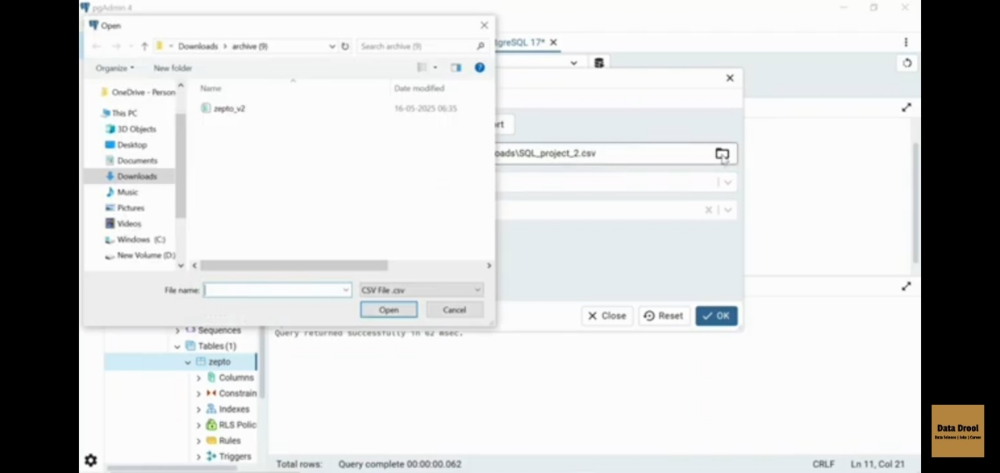 pgAdmin 4
Open
Downloads > archive (9)
Search archive (9)
Organize
New folder
OneDrive - Person
This PC
3D Objects
Desktop
Documents
Downloads
Music
Pictures
Videos
Windows (C:)
New Volume (D:)
Name
Date modified
zepto_v2
16-05-2025 06:35
File name:
CSV File .csv
Open
Cancel
tgreSQL 17*
rt
oads\SQL_project_2.csv
Close
Reset
OK
Query returned successfully in 62 msec.
Sequences
Tables (1)
zepto
Columns
Constrain
Indexes
RLS Polic
Rules
Triggers
Total rows:
Query complete 00:00:00.062
CRLF
Ln 11, Col 21
Data Drool
Data Science | Jobs | Career